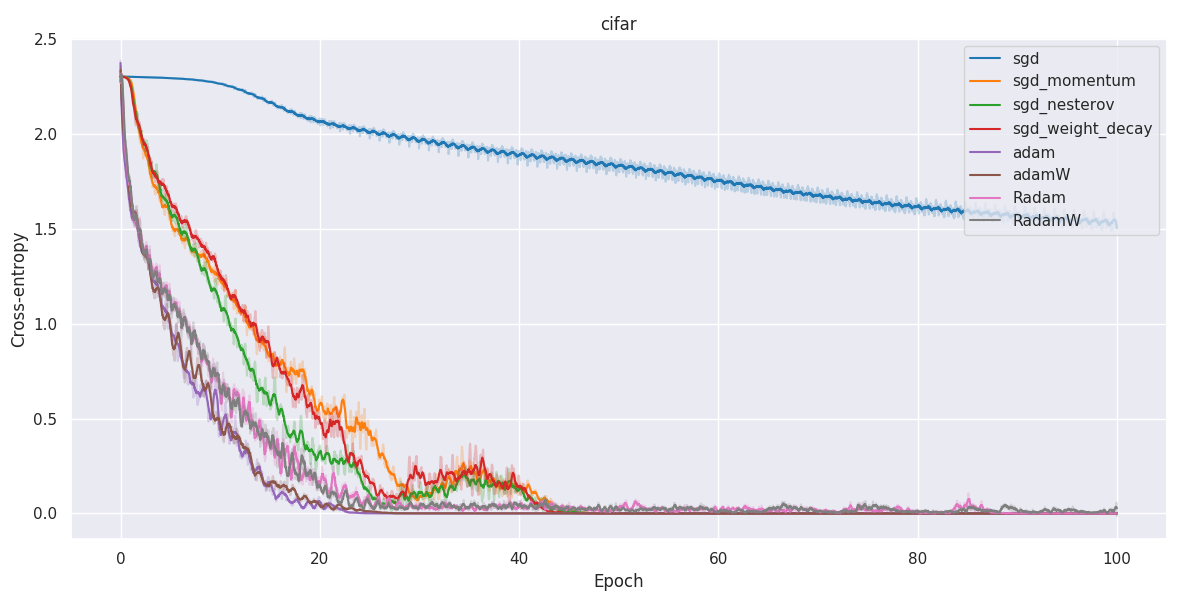 cifar
2.5
2.0
1.5
1.0
0.5
0.0
Cross-entropy
sgd
sgd_momentum
sgd_nesterov
sgd_weight_decay
adam
adamW
Radam
RadamW
0 20 40 60 80 100
Epoch